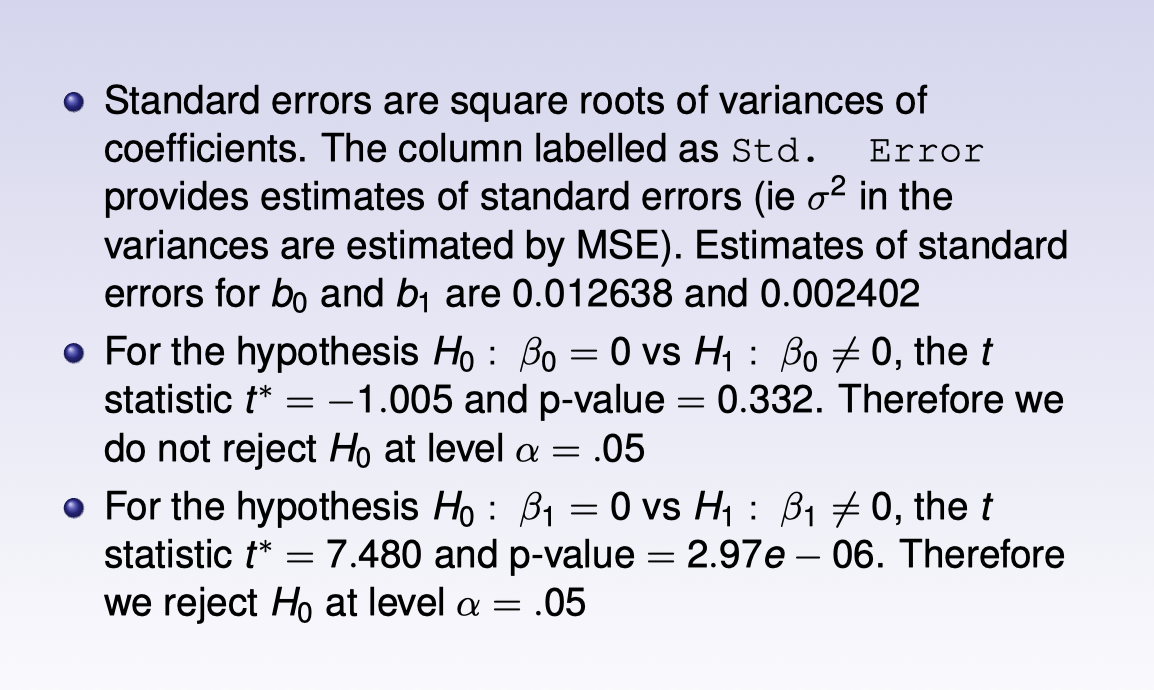 Standard errors are square roots of variances of
coefficients. The column labelled as Std. Error
provides estimates of standard errors (ie σ² in the
variances are estimated by MSE). Estimates of standard
errors for b₀ and b₁ are 0.012638 and 0.002402
For the hypothesis H₀ : β₀ = 0 vs H₁ : β₀ ≠ 0, the t
statistic t* = −1.005 and p-value = 0.332. Therefore we
do not reject H₀ at level α = .05
For the hypothesis H₀ : β₁ = 0 vs H₁ : β₁ ≠ 0, the t
statistic t* = 7.480 and p-value = 2.97e − 06. Therefore
we reject H₀ at level α = .05